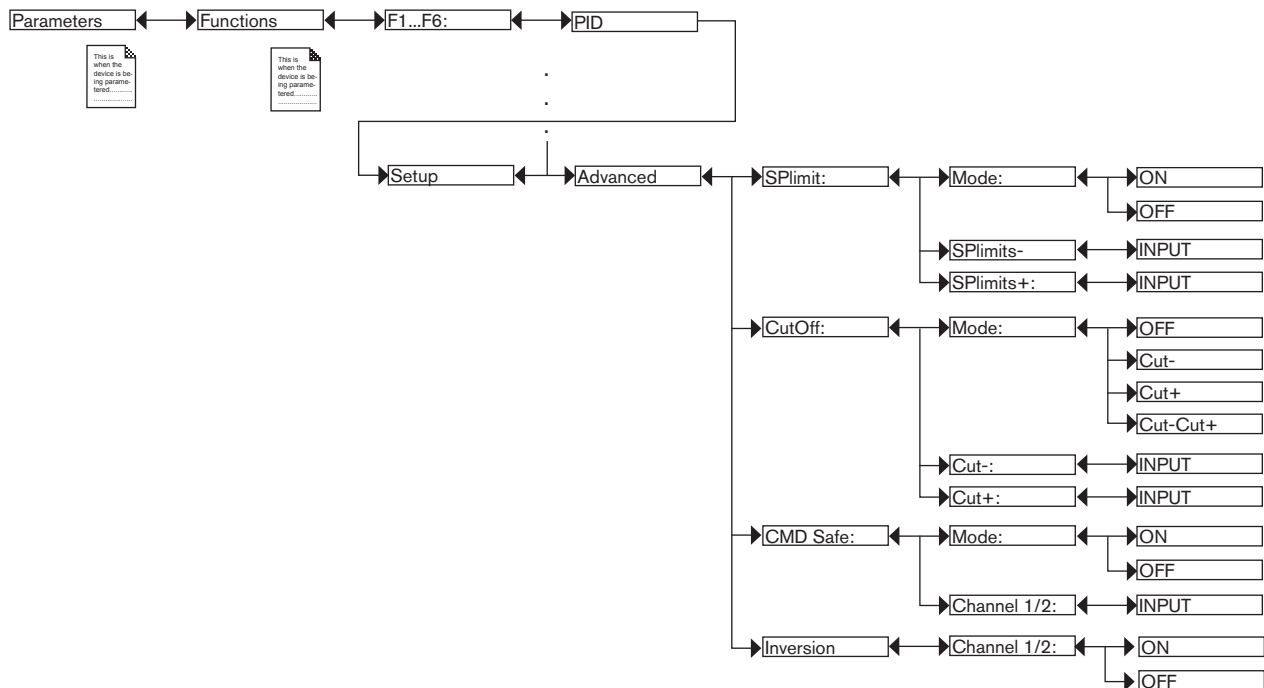 Parameters
Functions
F1...F6:
PID
This is
when the
device is be-
ing parame-
tered...........
.....................
This is
when the
device is be-
ing parame-
tered...........
.....................
.
.
.
Setup
Advanced
SPlimit:
Mode:
ON
OFF
SPlimits-
INPUT
SPlimits+:
INPUT
CutOff:
Mode:
OFF
Cut-
Cut+
Cut-Cut+
Cut-:
INPUT
Cut+:
INPUT
CMD Safe:
Mode:
ON
OFF
Channel 1/2:
INPUT
Inversion
Channel 1/2:
ON
OFF